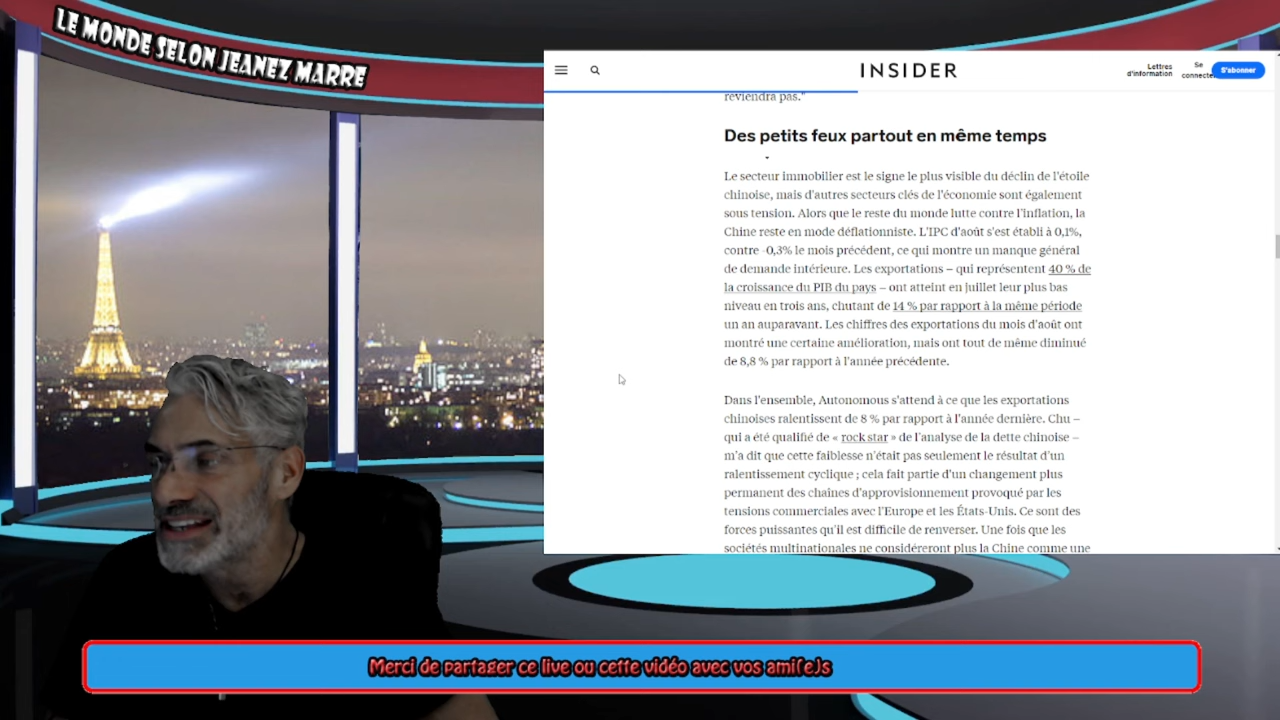 LE MONDE SELON JEANEZ MARRE
INSIDER
Lettres
d'information
Se
connecter
S'abonner
reviendra pas."
Des petits feux partout en même temps
Le secteur immobilier est le signe le plus visible du déclin de l'étoile
chinoise, mais d'autres secteurs clés de l'économie sont également
sous tension. Alors que le reste du monde lutte contre l'inflation, la
Chine reste en mode déflationniste. L'IPC d'août s'est établi à 0,1%,
contre -0,3% le mois précédent, ce qui montre un manque général
de demande intérieure. Les exportations – qui représentent 40 % de
la croissance du PIB du pays – ont atteint en juillet leur plus bas
niveau en trois ans, chutant de 14 % par rapport à la même période
un an auparavant. Les chiffres des exportations du mois d'août ont
montré une certaine amélioration, mais ont tout de même diminué
de 8,8 % par rapport à l'année précédente.
Dans l'ensemble, Autonomous s'attend à ce que les exportations
chinoises ralentissent de 8 % par rapport à l'année dernière. Chu –
qui a été qualifié de « rock star » de l'analyse de la dette chinoise –
m'a dit que cette faiblesse n'était pas seulement le résultat d'un
ralentissement cyclique ; cela fait partie d'un changement plus
permanent des chaînes d'approvisionnement provoqué par les
tensions commerciales avec l'Europe et les États-Unis. Ce sont des
forces puissantes qu'il est difficile de renverser. Une fois que les
sociétés multinationales ne considéreront plus la Chine comme une
Merci de partager ce live ou cette vidéo avec vos ami(e)s